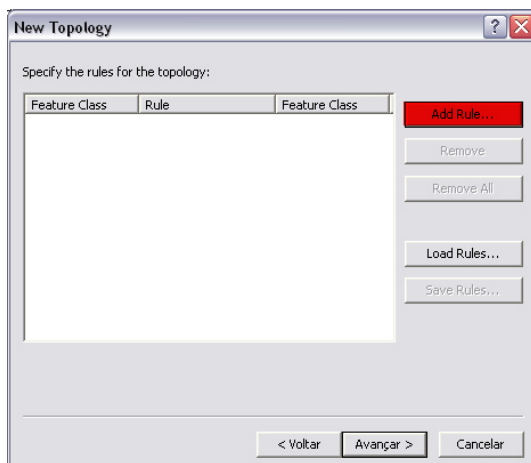 New Topology
Specify the rules for the topology:
Feature Class Rule Feature Class
Add Rule...
Remove
Remove All
Load Rules...
Save Rules...
< Voltar Avançar > Cancelar